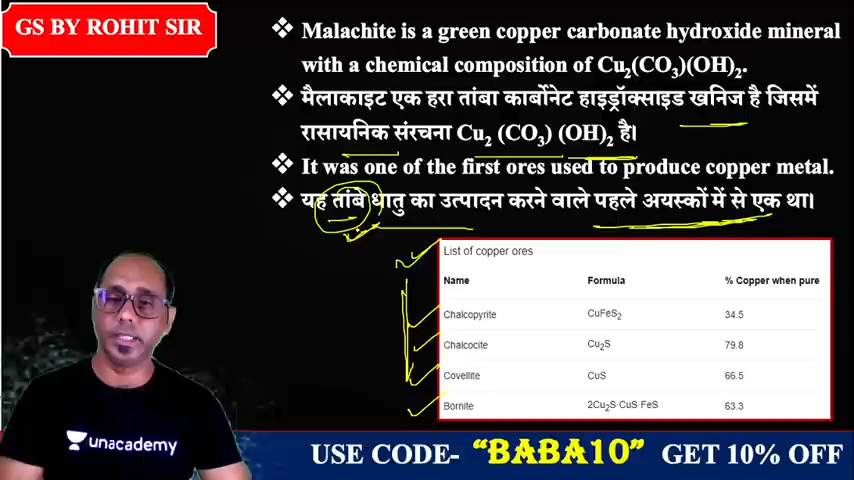 GS BY ROHIT SIR
❖ Malachite is a green copper carbonate hydroxide mineral
with a chemical composition of Cu₂(CO₃)(OH)₂.
❖ मैलाकाइट एक हरा तांबा कार्बोनेट हाइड्रॉक्साइड खनिज है जिसमें
रासायनिक संरचना Cu₂ (CO₃) (OH)₂ है।
❖ It was one of the first ores used to produce copper metal.
❖ यह तांबे धातु का उत्पादन करने वाले पहले अयस्कों में से एक था।
List of copper ores
Name Formula % Copper when pure
Chalcopyrite CuFeS₂ 34.5
Chalcocite Cu₂S 79.8
Covellite CuS 66.5
Bornite 2Cu₂S·CuS·FeS 63.3
unacademy
USE CODE- “BABA10” GET 10% OFF